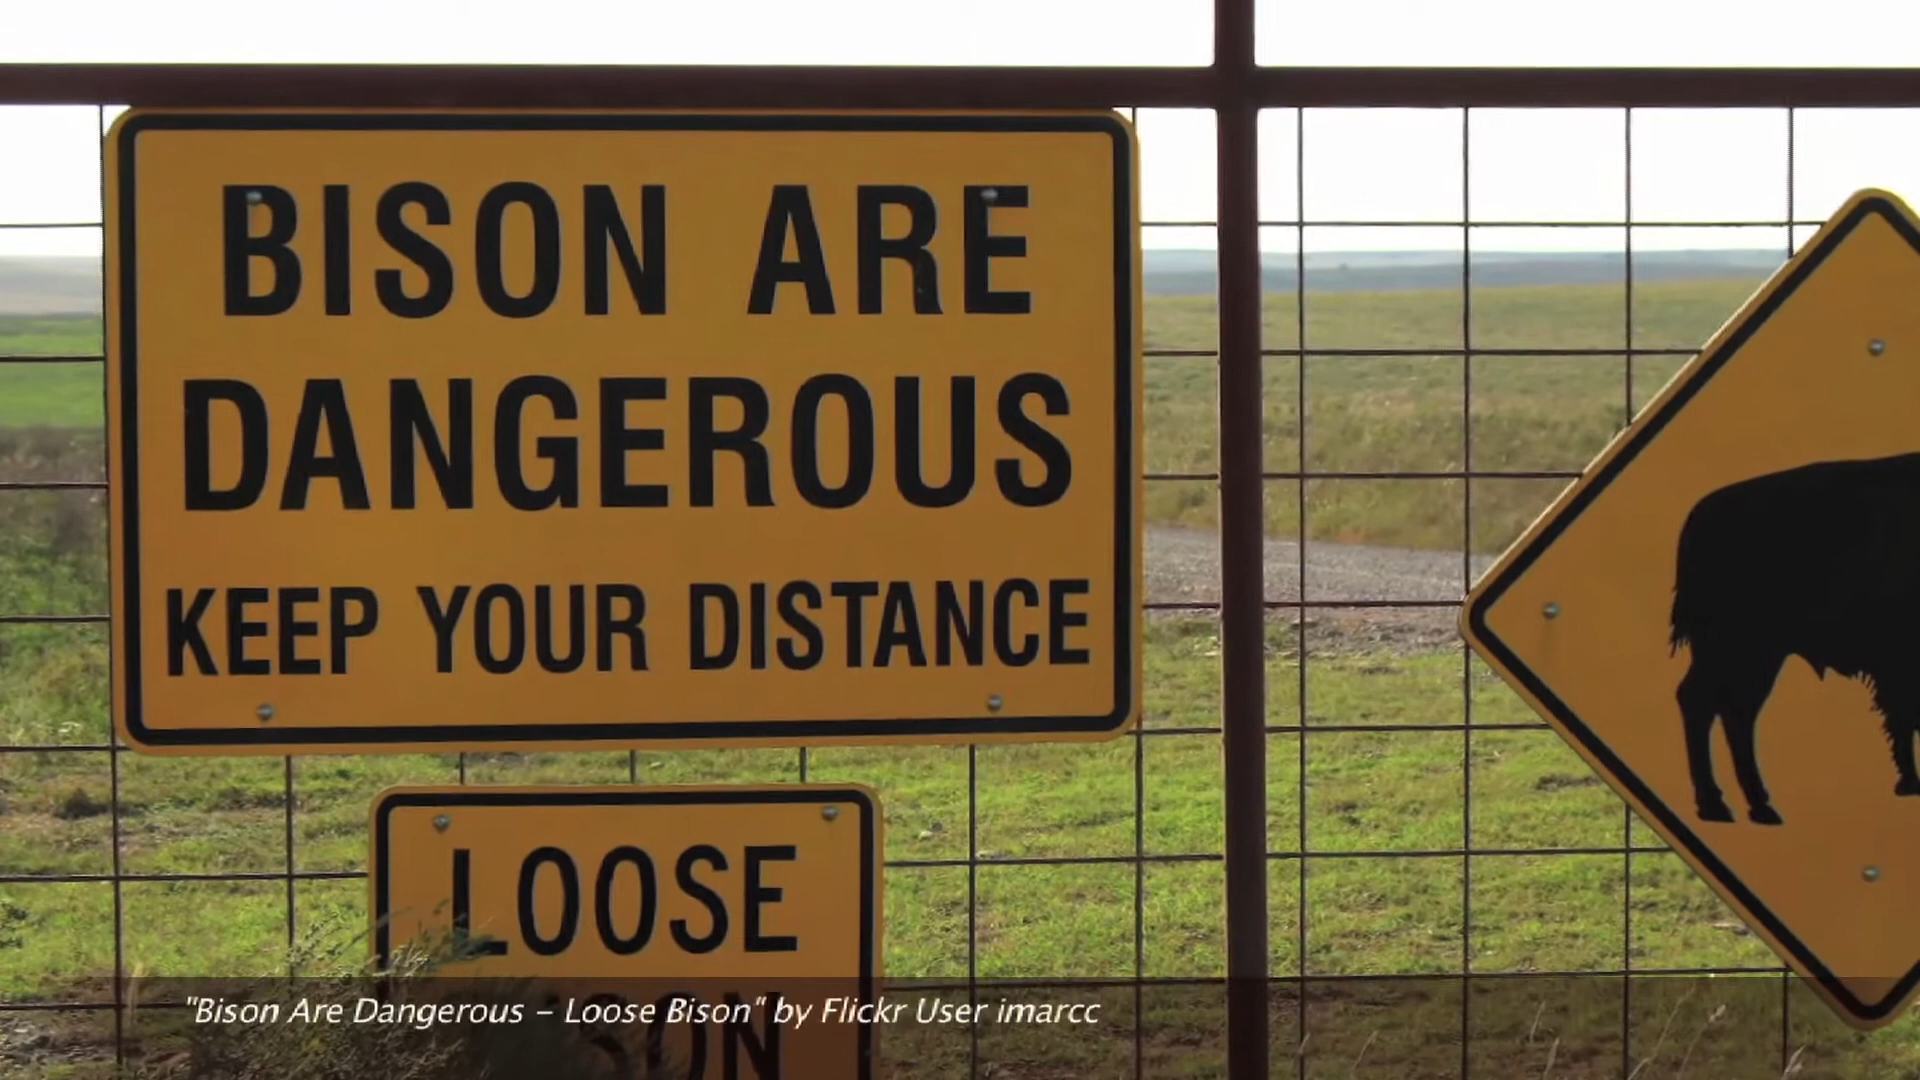 BISON ARE
DANGEROUS
KEEP YOUR DISTANCE
LOOSE
"Bison Are Dangerous – Loose Bison" by Flickr User imarcc